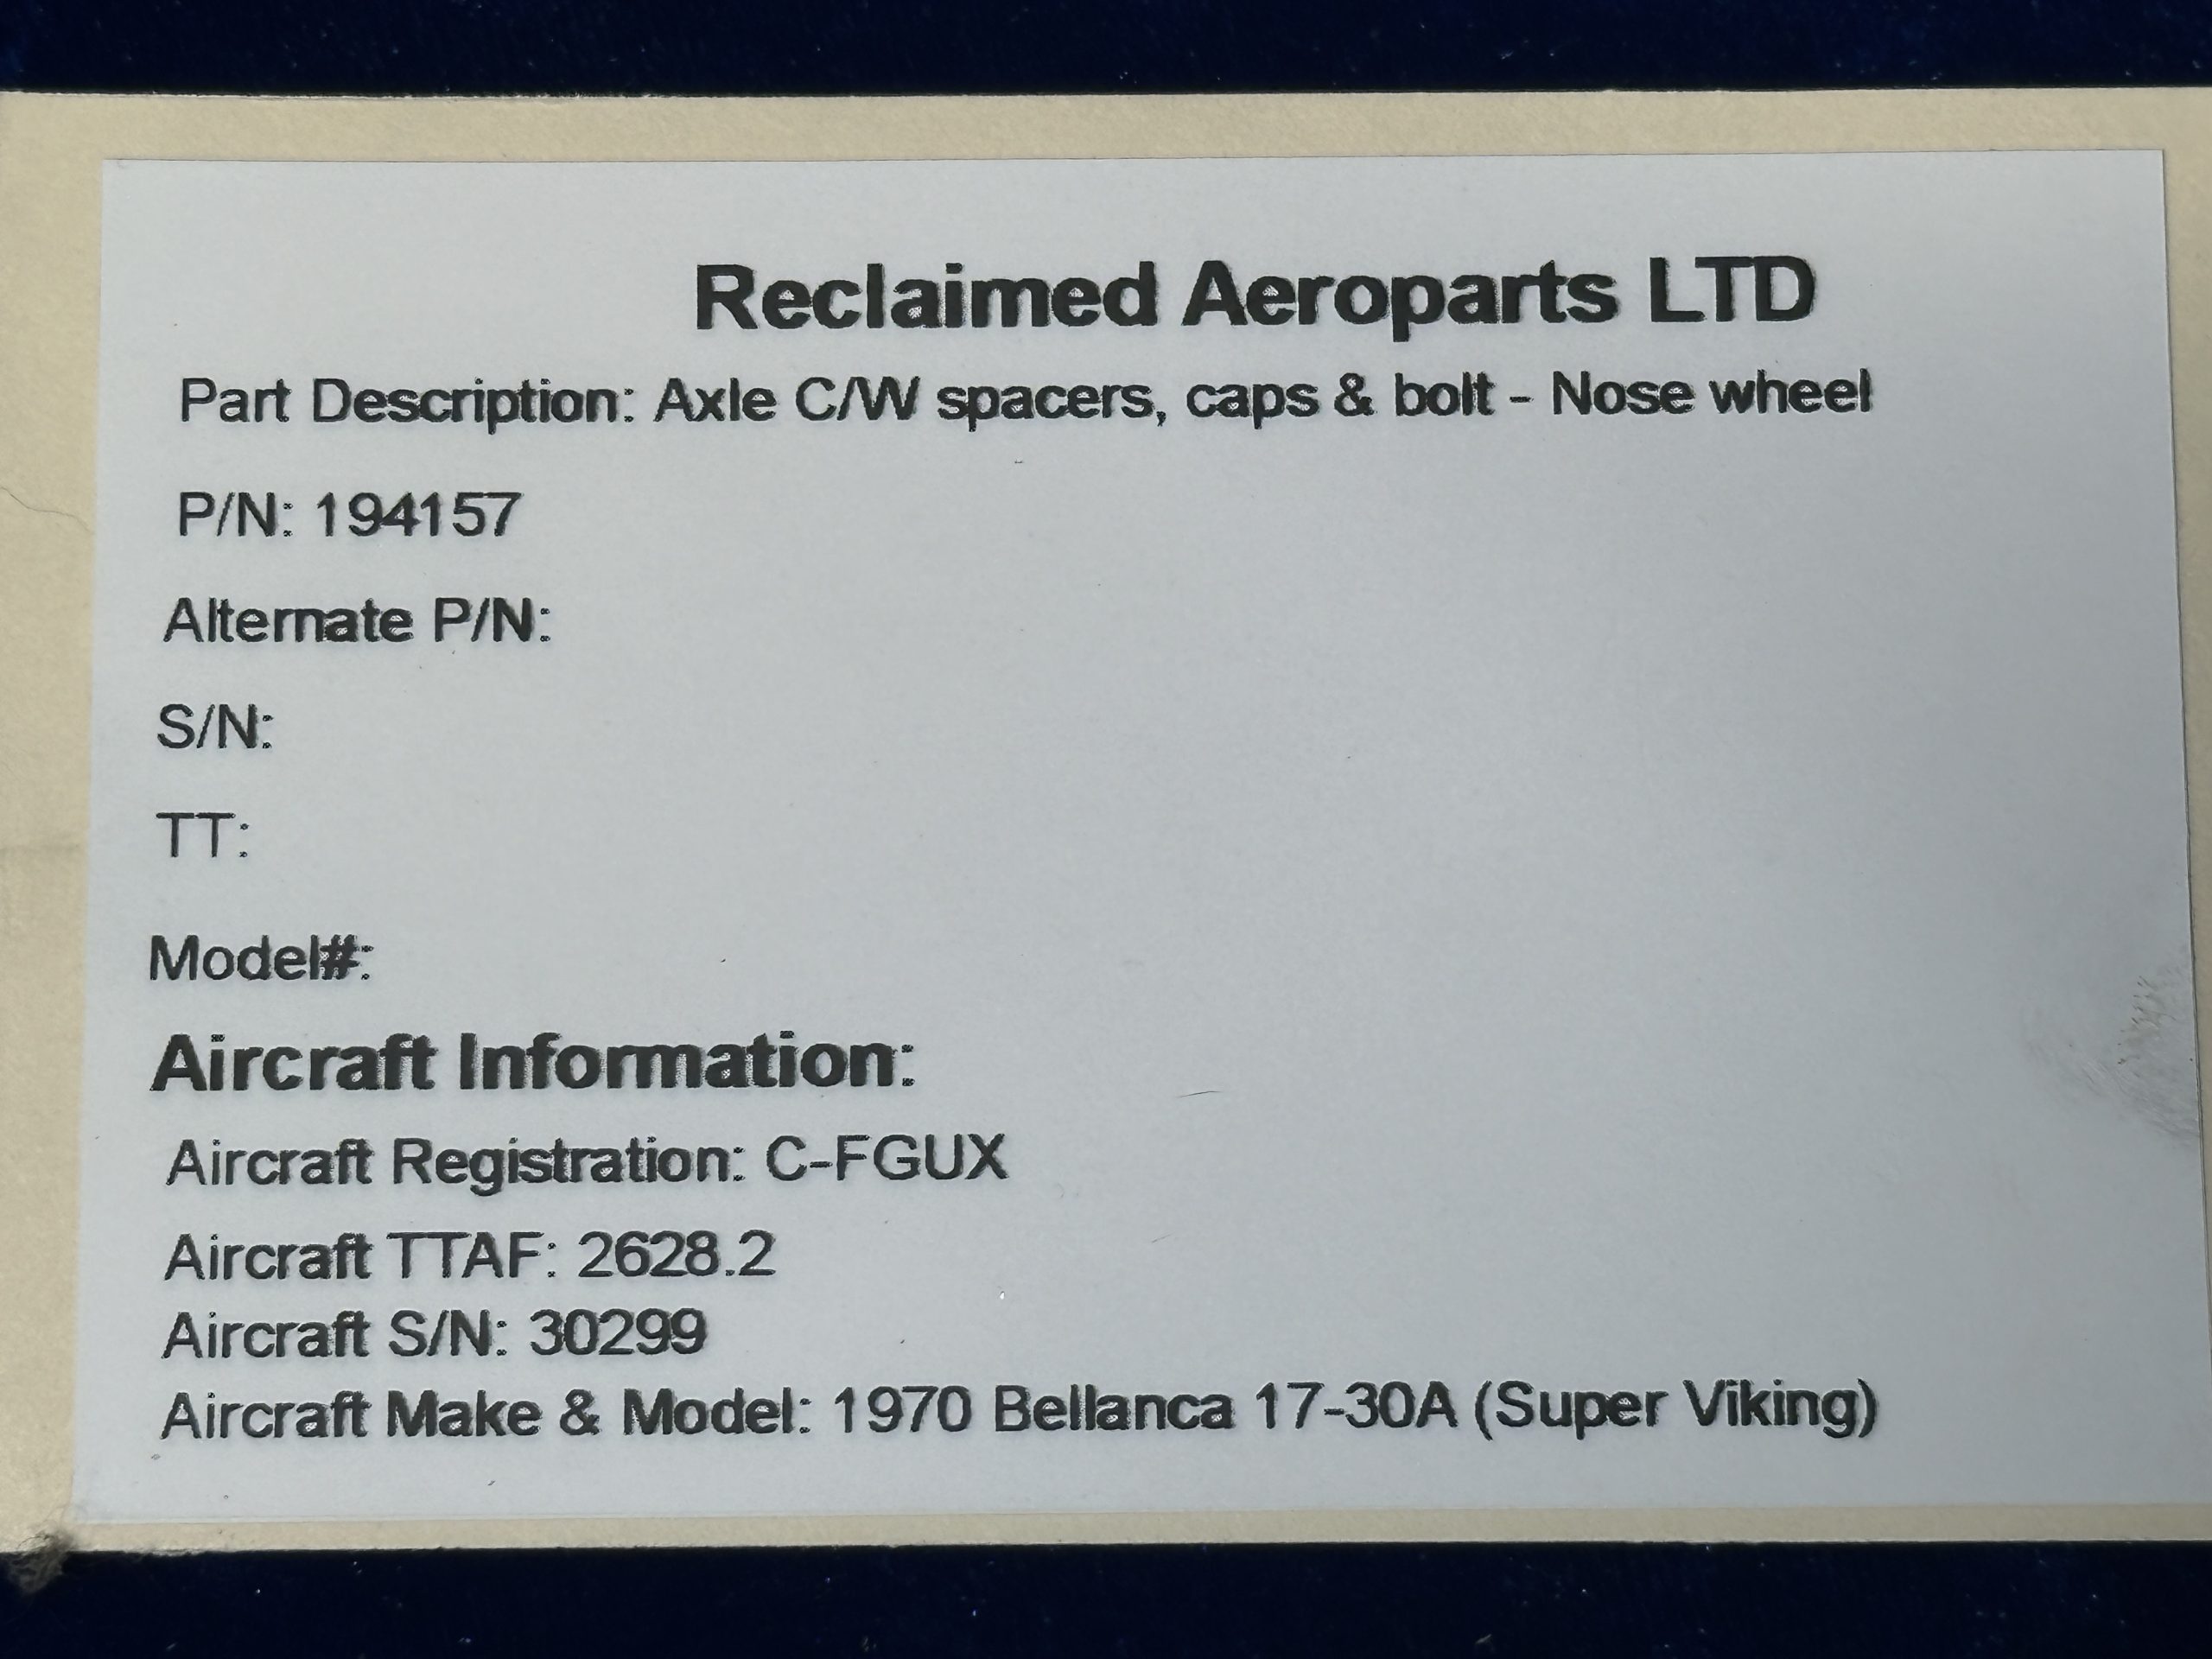 Reclaimed Aeroparts LTD
Part Description: Axle C/W spacers, caps & bolt - Nose wheel
P/N: 194157
Alternate P/N:
S/N:
TT:
Model#:
Aircraft Information:
Aircraft Registration: C-FGUX
Aircraft TTAF: 2628.2
Aircraft S/N: 30299
Aircraft Make & Model: 1970 Bellanca 17-30A (Super Viking)